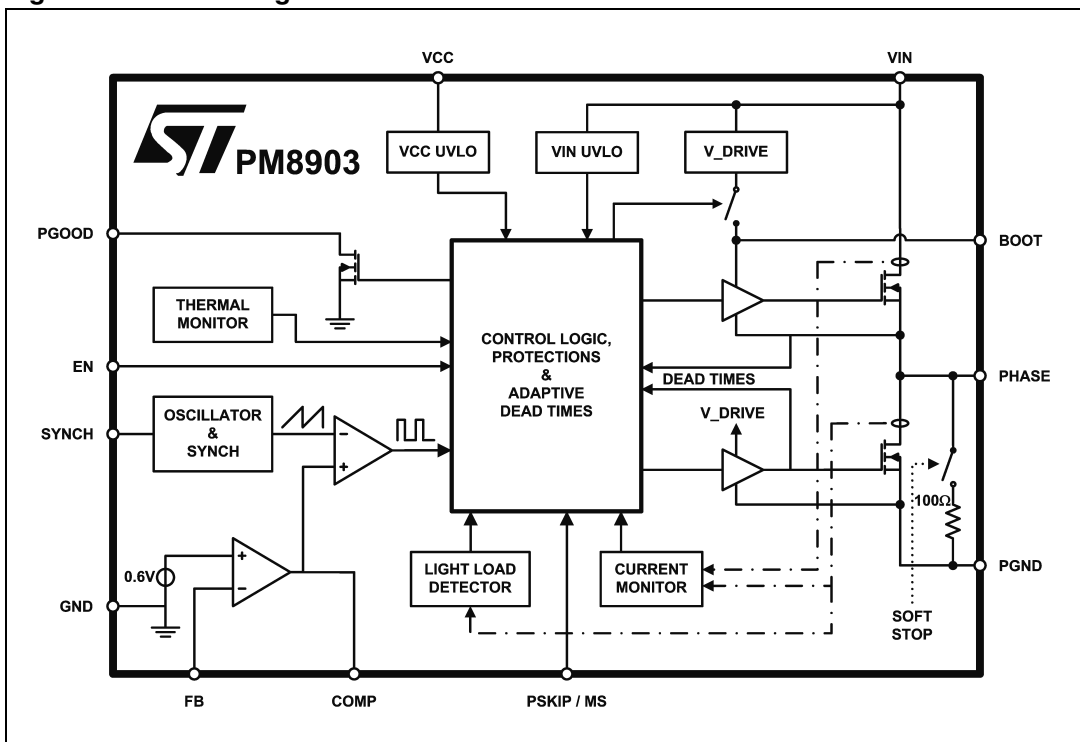 VCC
VIN
ST
PM8903
VCC UVLO
VIN UVLO
V_DRIVE
PGOOD
BOOT
THERMAL
MONITOR
CONTROL LOGIC,
PROTECTIONS
&
ADAPTIVE
DEAD TIMES
EN
DEAD TIMES
PHASE
OSCILLATOR
&
SYNCH
SYNCH
V_DRIVE
-
+
100Ω
LIGHT LOAD
DETECTOR
CURRENT
MONITOR
PGND
0.6V
+
-
GND
SOFT
STOP
FB
COMP
PSKIP / MS